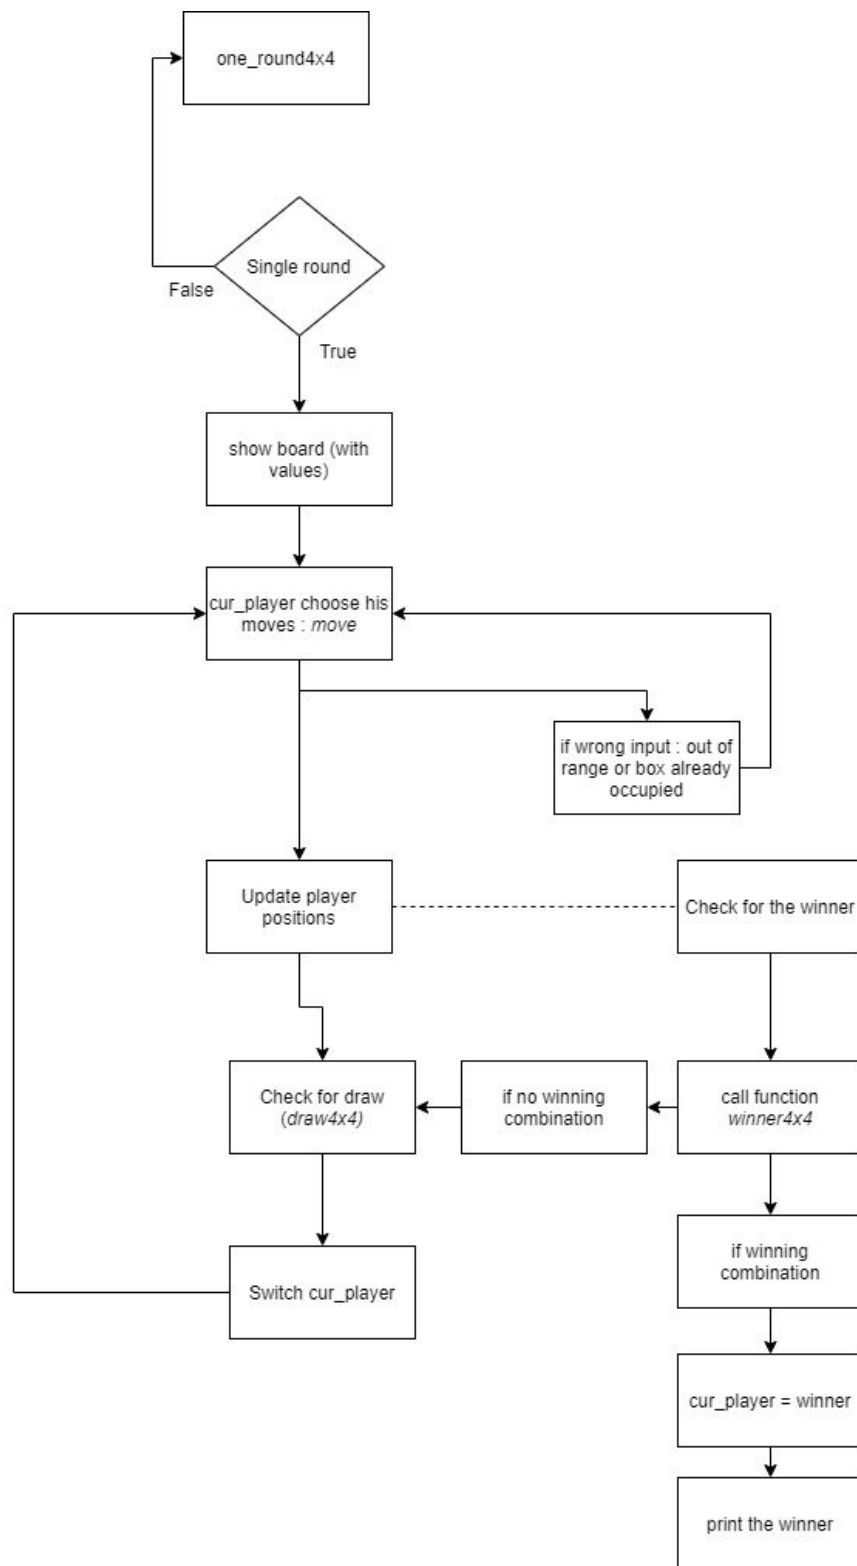 one_round4x4
Single round
False
True
show board (with
values)
cur_player choose his
moves : move
if wrong input : out of
range or box already
occupied
Update player
positions
Check for the winner
Check for draw
(draw4x4)
if no winning
combination
call function
winner4x4
if winning
combination
Switch cur_player
cur_player = winner
print the winner